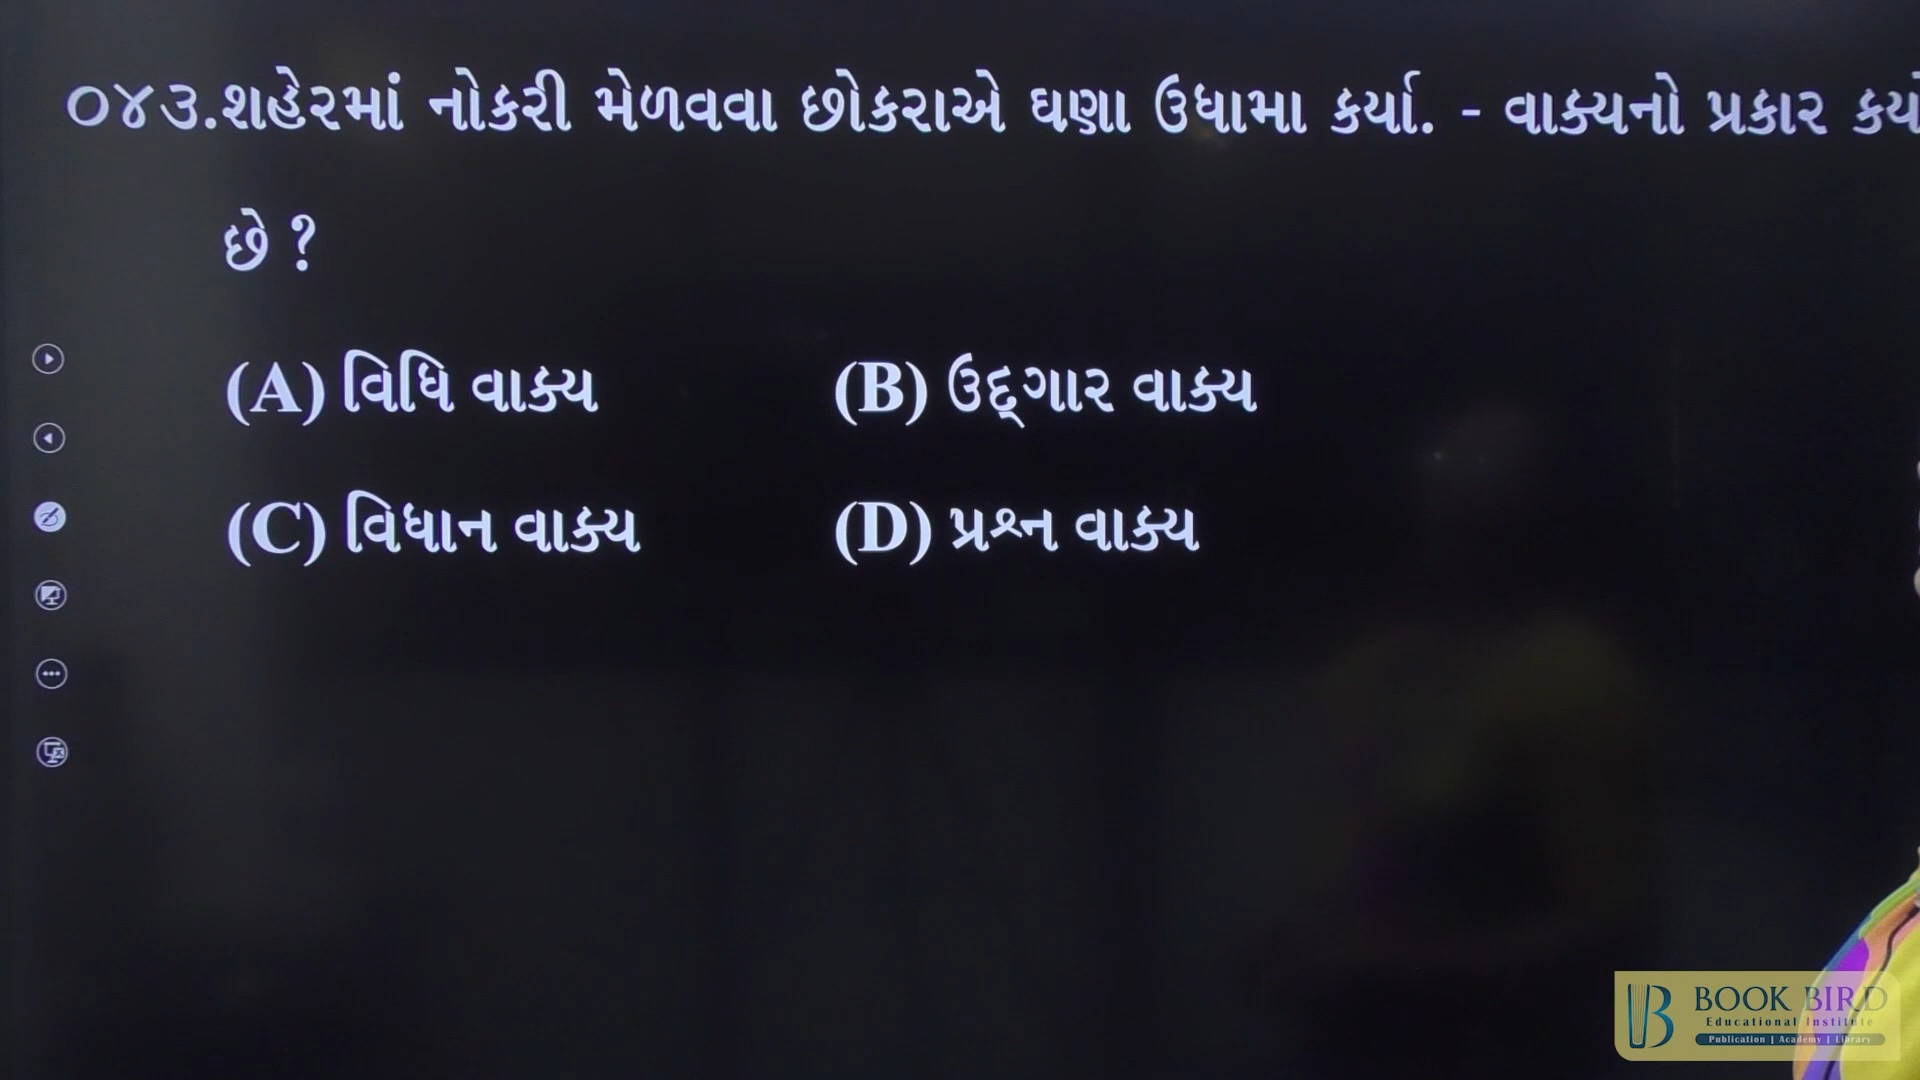 ૦૪૩.શહેરમાં નોકરી મેળવવા છોકરાએ ઘણા ઉધામા કર્યા. - વાક્યનો પ્રકાર કયો
છે ?
(A) વિધિ વાક્ય (B) ઉદ્‌ગાર વાક્ય
(C) વિધાન વાક્ય (D) પ્રશ્ન વાક્ય
BOOK BIRD
Educational Institute
Publication | Academy | Library